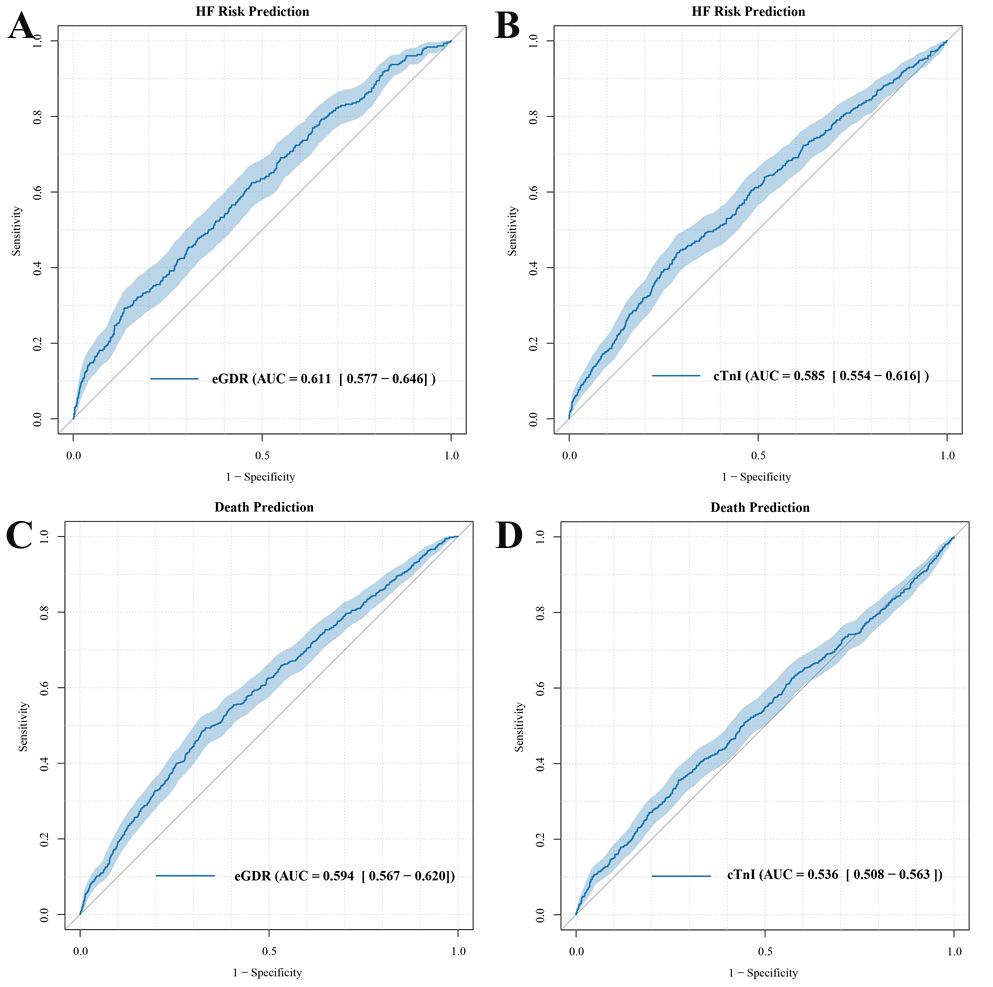 A
HF Risk Prediction
Sensitivity
1.0
0.8
0.6
0.4
0.2
0.0
eGDR (AUC = 0.611 [ 0.577 − 0.646] )
0.0 0.5 1.0
1 − Specificity
B
HF Risk Prediction
Sensitivity
1.0
0.8
0.6
0.4
0.2
0.0
cTnI (AUC = 0.585 [ 0.554 − 0.616] )
0.0 0.5 1.0
1 − Specificity
C
Death Prediction
Sensitivity
1.0
0.8
0.6
0.4
0.2
0.0
eGDR (AUC = 0.594 [ 0.567 − 0.620])
0.0 0.5 1.0
1 − Specificity
D
Death Prediction
Sensitivity
1.0
0.8
0.6
0.4
0.2
0.0
cTnI (AUC = 0.536 [ 0.508 − 0.563 ])
0.0 0.5 1.0
1 − Specificity